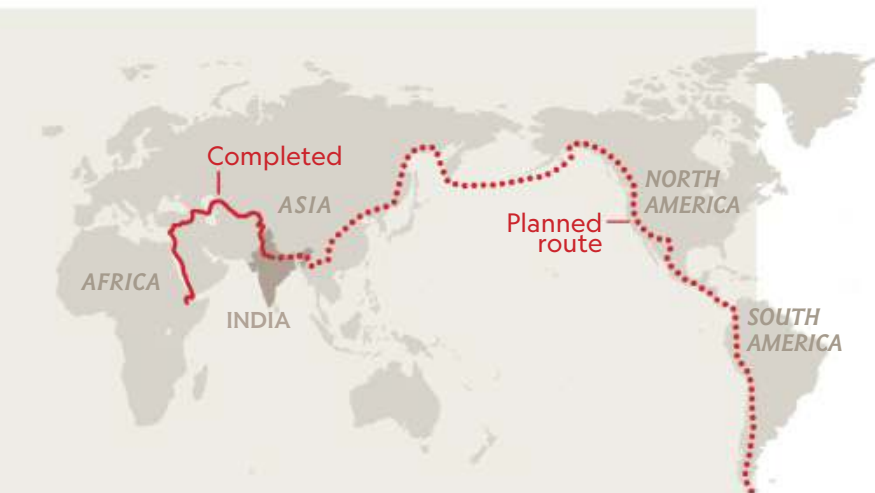 Completed
ASIA
NORTH
AMERICA
Planned
route
AFRICA
INDIA
SOUTH
AMERICA